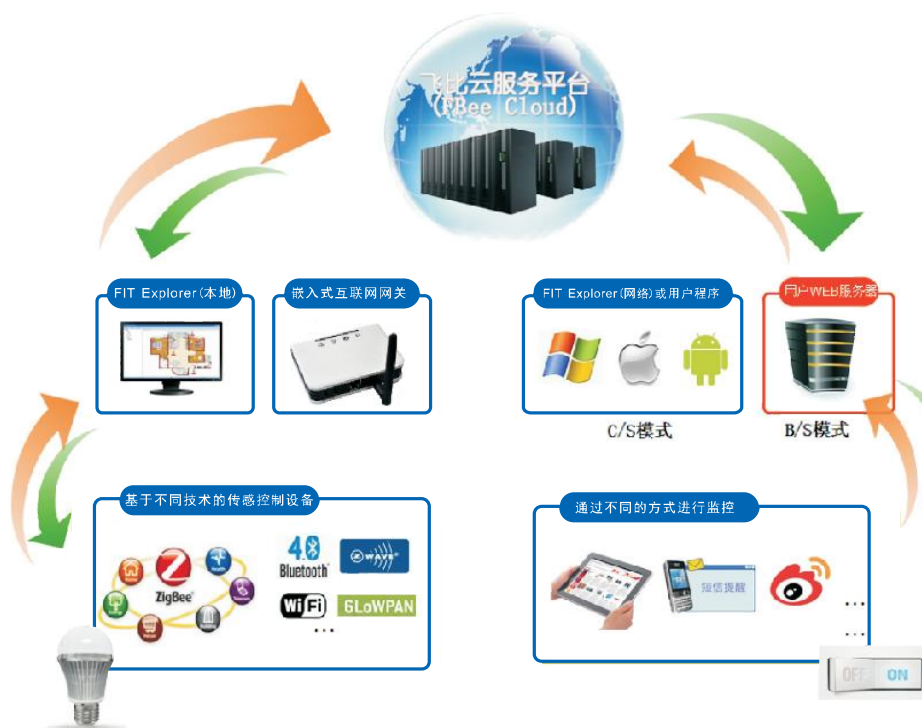 飞比云服务平台
(FBee Cloud)
FIT Explorer(本地)
嵌入式互联网网关
FIT Explorer(网络)或用户程序
用户WEB服务器
C/S模式
B/S模式
基于不同技术的传感控制设备
ZigBee®
4.0
Bluetooth®
Z WAVE
WiFi
6LoWPAN
...
通过不同的方式进行监控
短信提醒
...
...
OFF ON